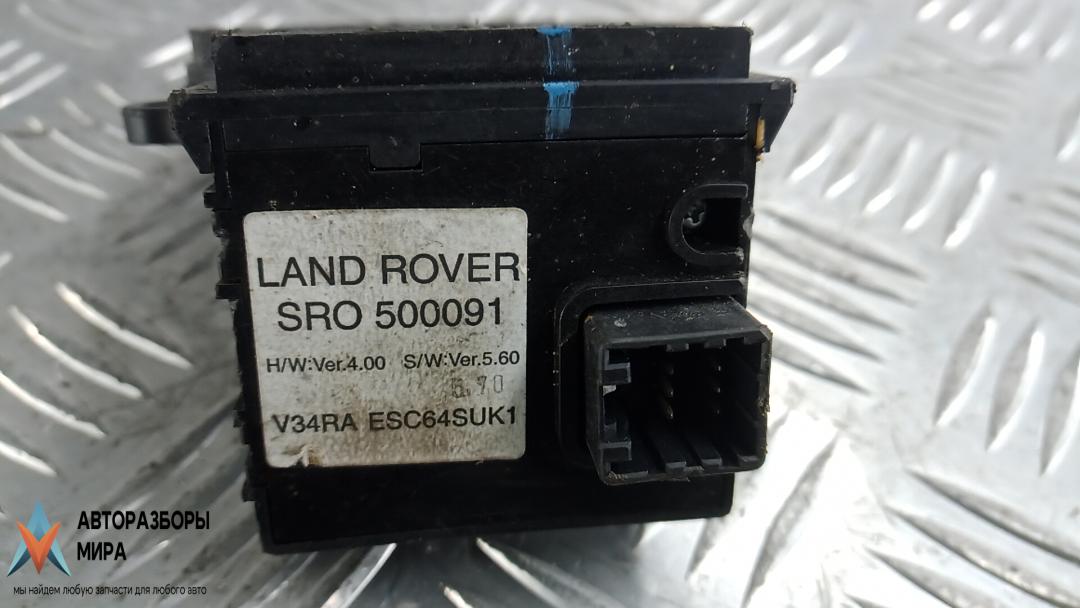 LAND ROVER
SRO 500091
H/W:Ver.4.00 S/W:Ver.5.60
5.70
V34RA ESC64SUK1
АВТОРАЗБОРЫ
МИРА
мы найдем любую запчасти для любого авто